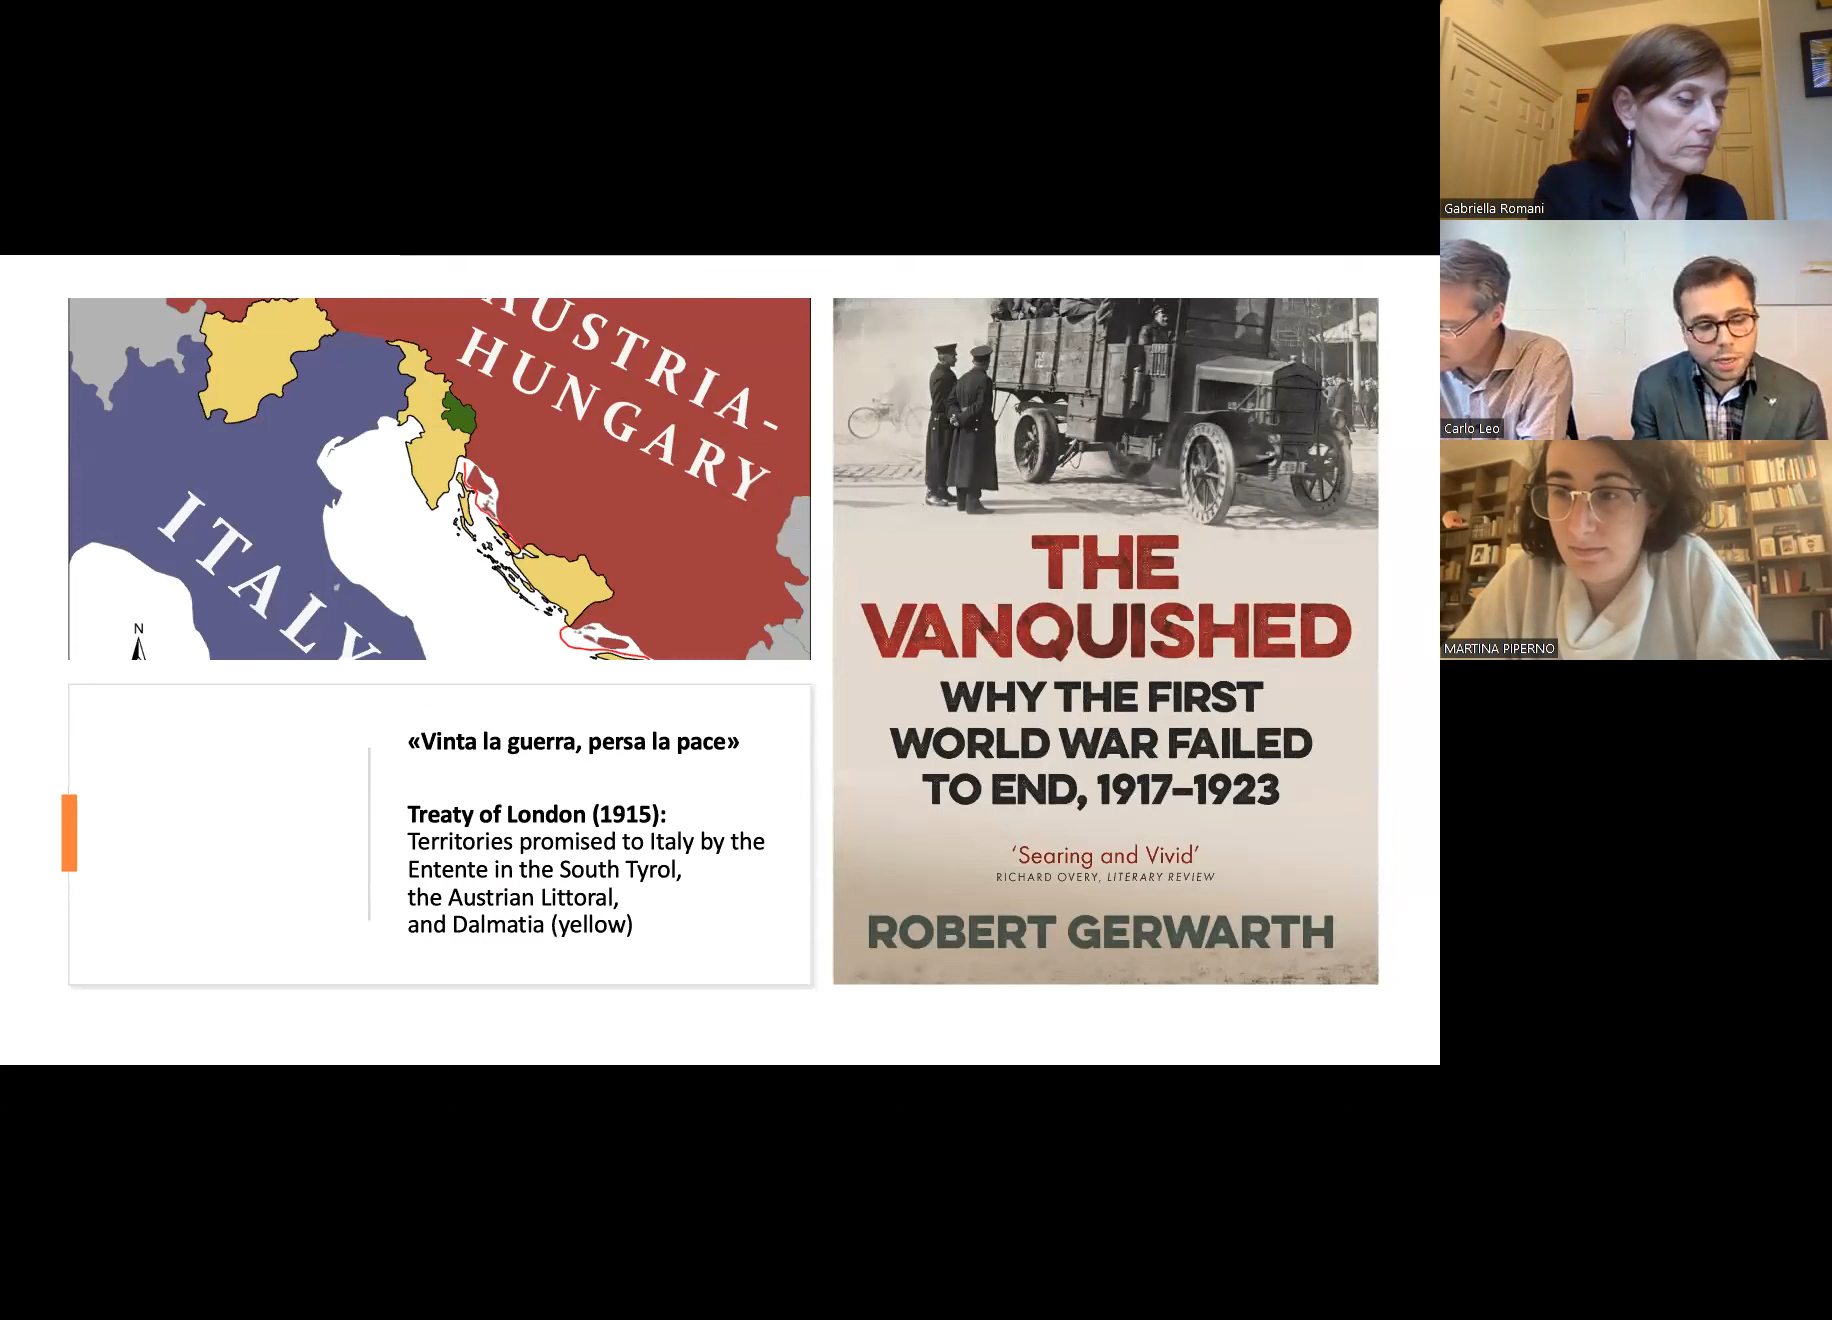 AUSTRIA-
HUNGARY
ITALY
N
«Vinta la guerra, persa la pace»
Treaty of London (1915):
Territories promised to Italy by the
Entente in the South Tyrol,
the Austrian Littoral,
and Dalmatia (yellow)
THE
VANQUISHED
WHY THE FIRST
WORLD WAR FAILED
TO END, 1917–1923
‘Searing and Vivid’
RICHARD OVERY, LITERARY REVIEW
ROBERT GERWARTH
Gabriella Romani
Carlo Leo
MARTINA PIPERNO